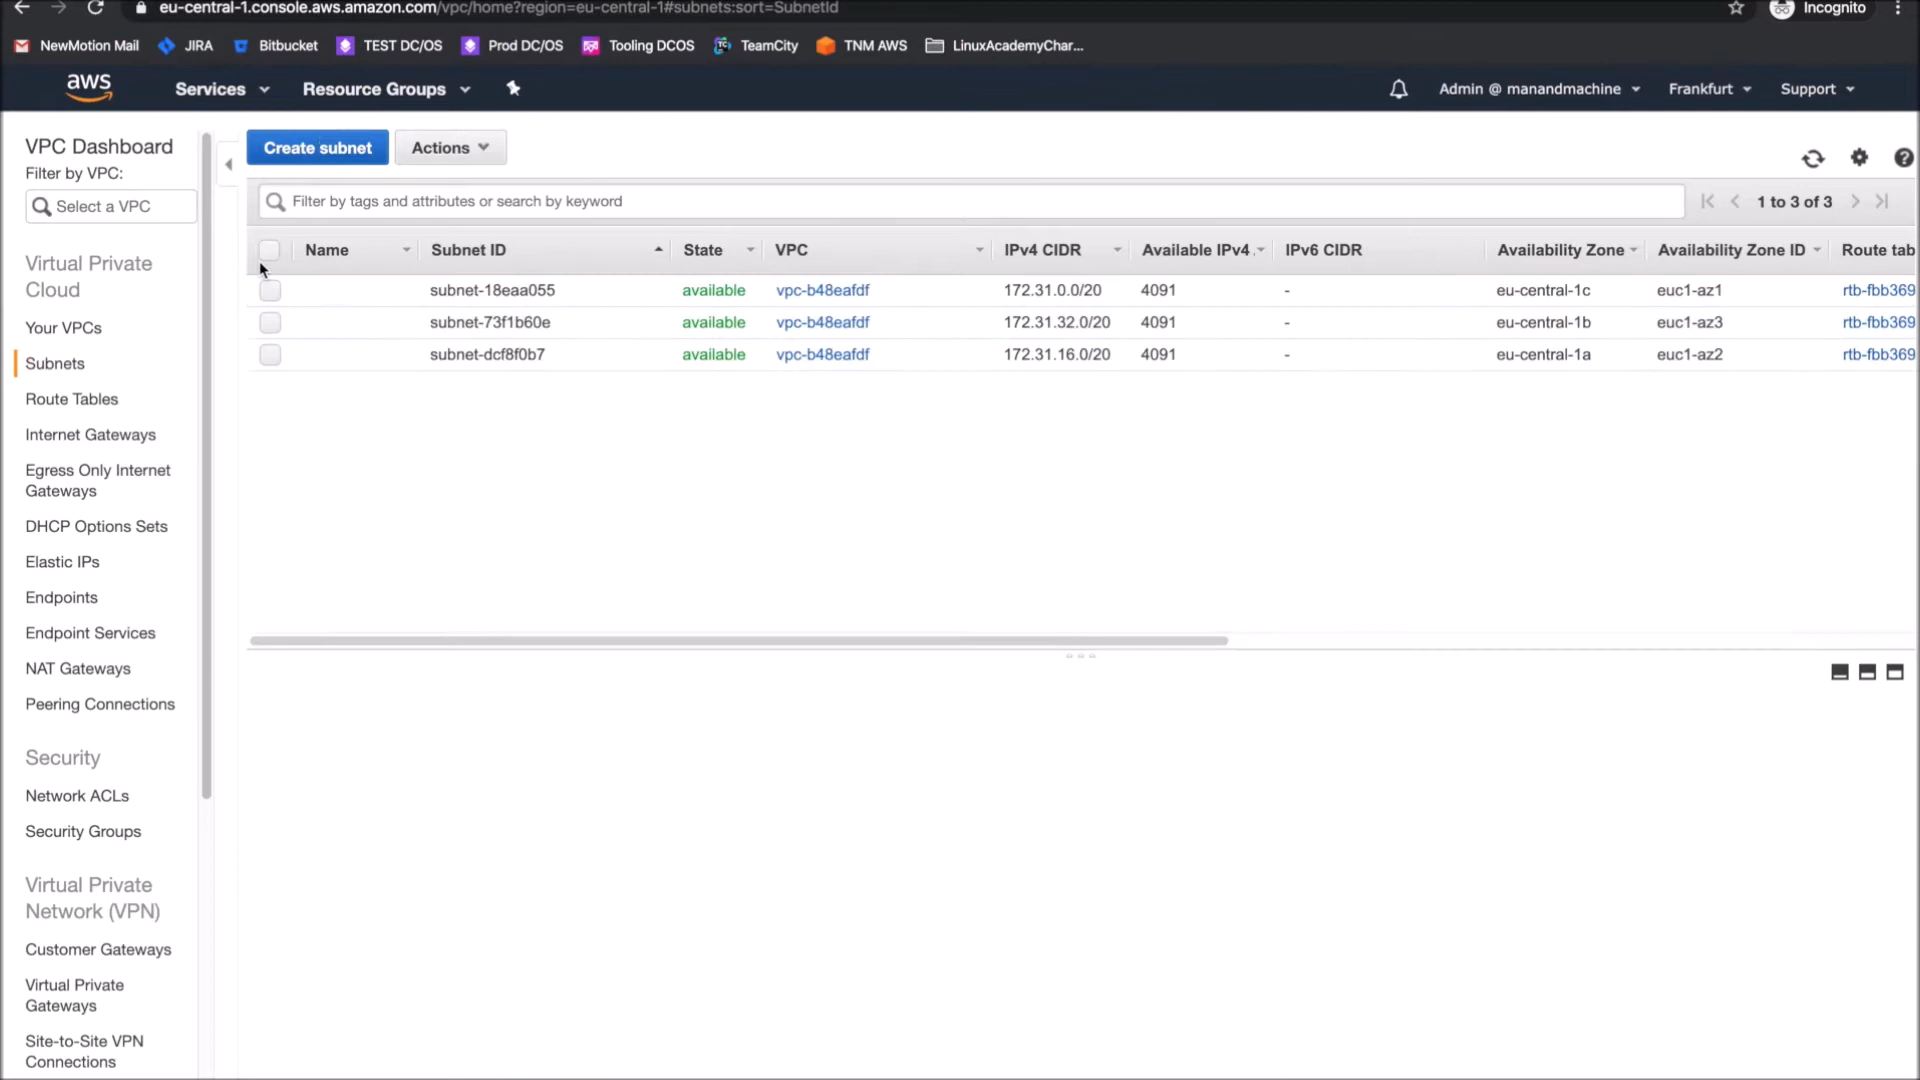 eu-central-1.console.aws.amazon.com/vpc/home?region=eu-central-1#subnets:sort=SubnetId
Incognito
NewMotion Mail
JIRA
Bitbucket
TEST DC/OS
Prod DC/OS
Tooling DCOS
TeamCity
TNM AWS
LinuxAcademyChar...
aws
Services
Resource Groups
Admin @ manandmachine
Frankfurt
Support
VPC Dashboard
Filter by VPC:
Select a VPC
Virtual Private
Cloud
Your VPCs
Subnets
Route Tables
Internet Gateways
Egress Only Internet
Gateways
DHCP Options Sets
Elastic IPs
Endpoints
Endpoint Services
NAT Gateways
Peering Connections
Security
Network ACLs
Security Groups
Virtual Private
Network (VPN)
Customer Gateways
Virtual Private
Gateways
Site-to-Site VPN
Connections
Create subnet
Actions
Filter by tags and attributes or search by keyword
1 to 3 of 3
Name Subnet ID State VPC IPv4 CIDR Available IPv4 . IPv6 CIDR Availability Zone Availability Zone ID Route tab
subnet-18eaa055 available vpc-b48eafdf 172.31.0.0/20 4091 - eu-central-1c euc1-az1 rtb-fbb369
subnet-73f1b60e available vpc-b48eafdf 172.31.32.0/20 4091 - eu-central-1b euc1-az3 rtb-fbb369
subnet-dcf8f0b7 available vpc-b48eafdf 172.31.16.0/20 4091 - eu-central-1a euc1-az2 rtb-fbb369